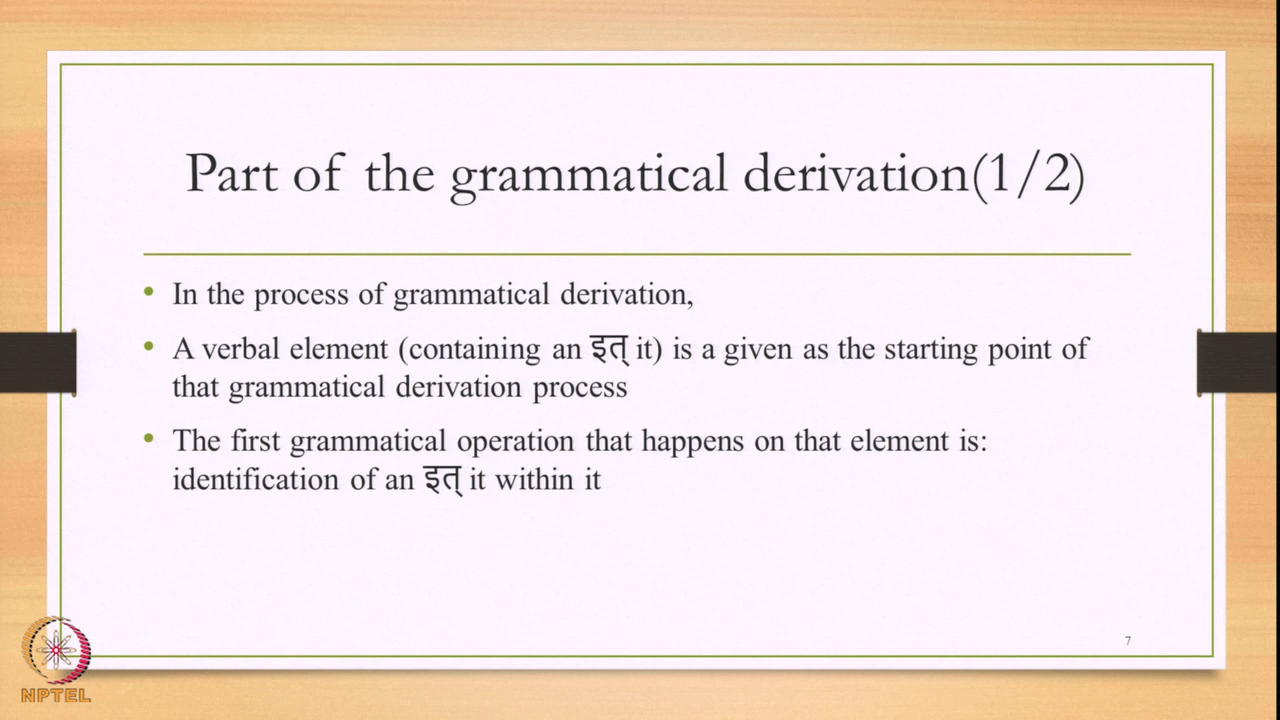 Part of the grammatical derivation(1/2)
• In the process of grammatical derivation,
• A verbal element (containing an इत् it) is a given as the starting point of
that grammatical derivation process
• The first grammatical operation that happens on that element is:
identification of an इत् it within it
7
NPTEL